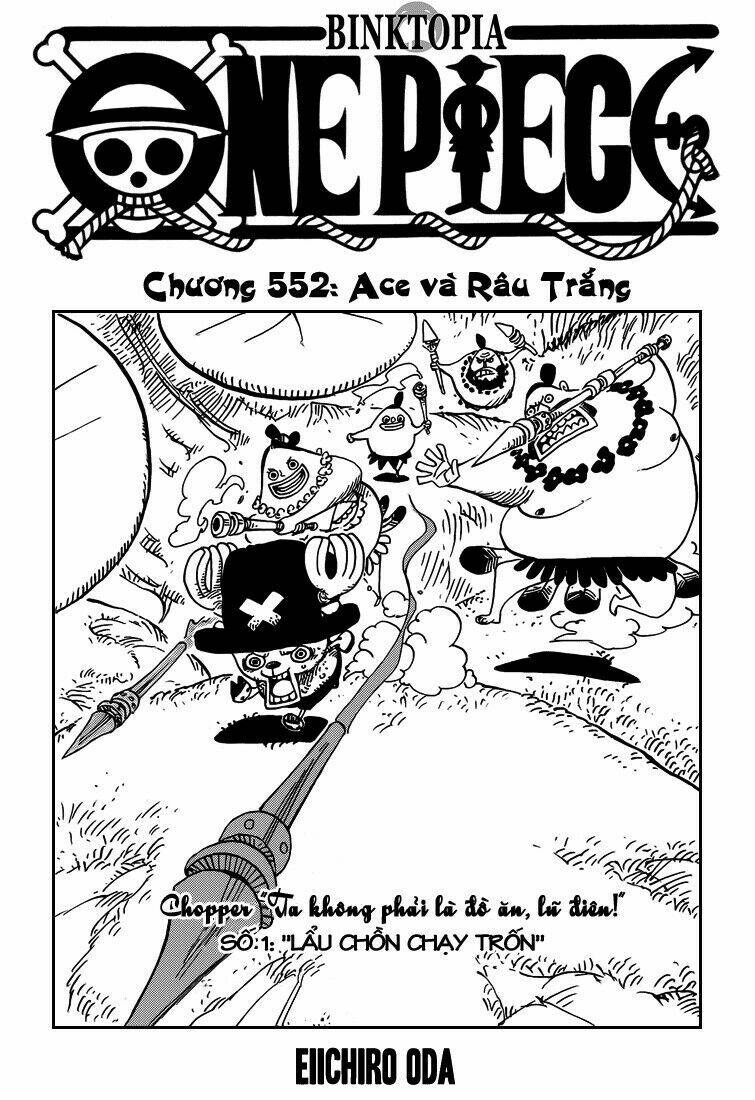 BINKTOPIA
ONE PIECE
Chương 552: Ace và Râu Trắng
Chopper "Ta không phải là đồ ăn, lũ điên!"
SỐ 1: "LẨU CHỒN CHẠY TRỐN"
EIICHIRO ODA